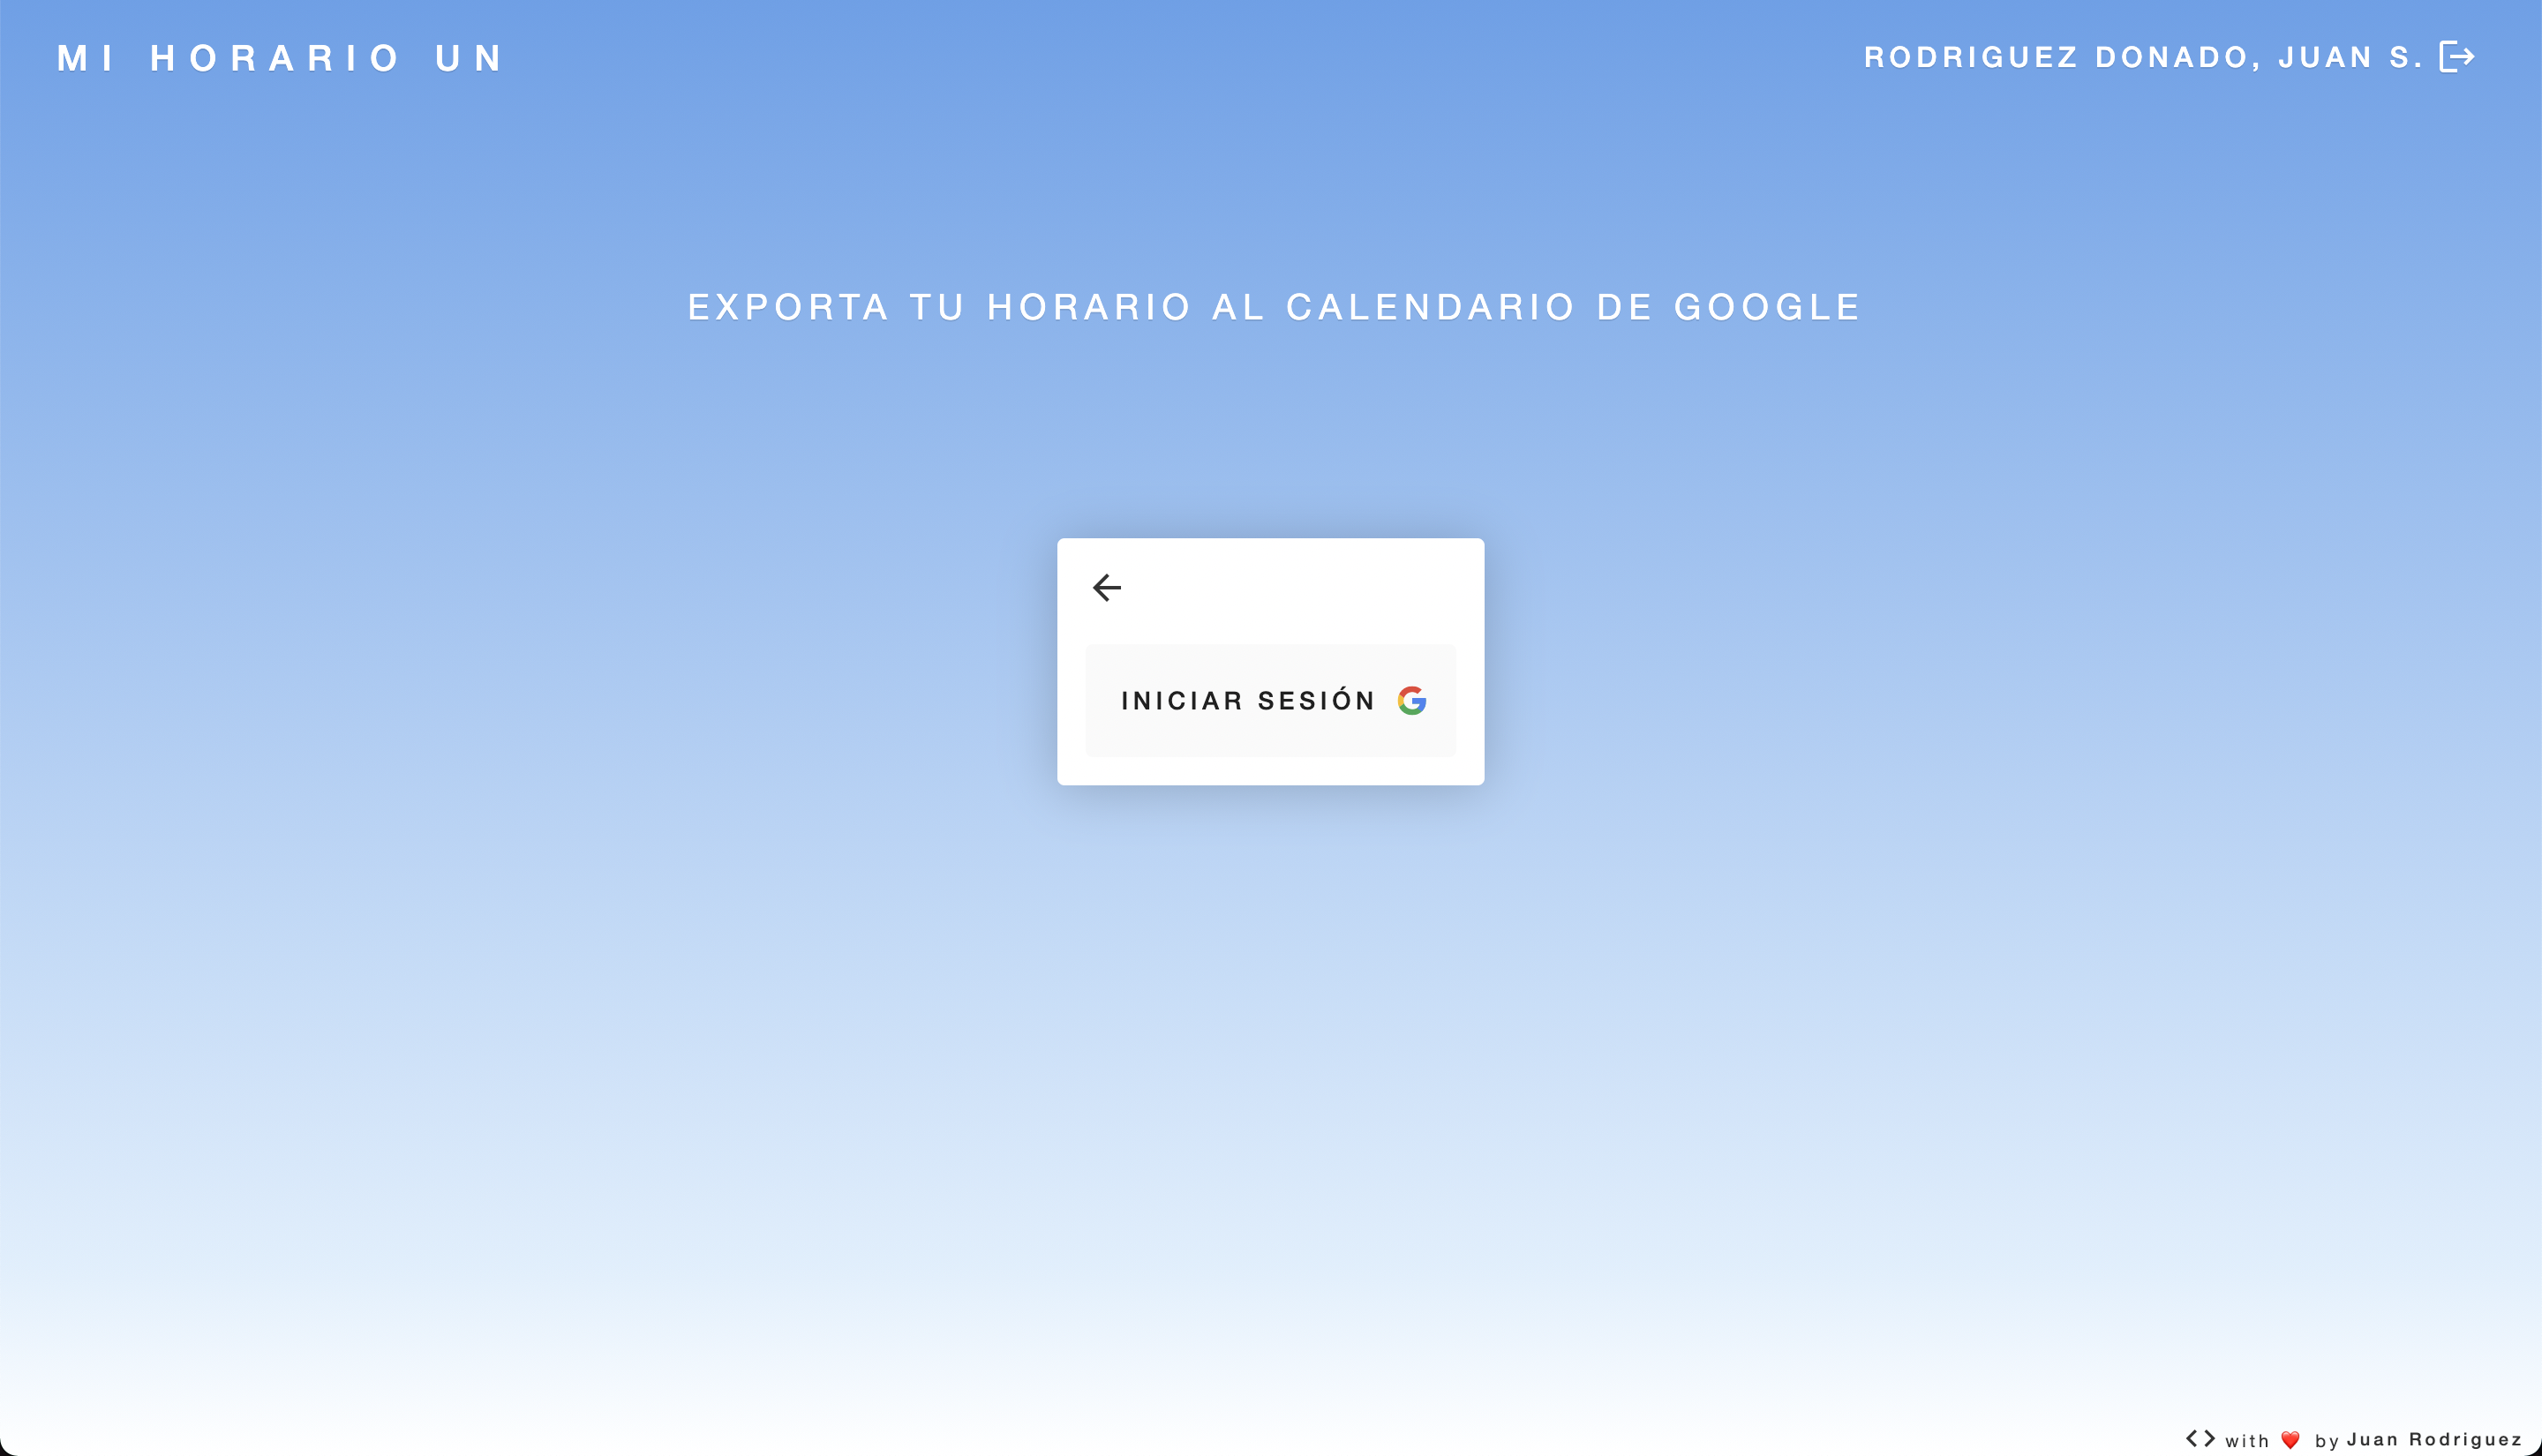 MI HORARIO UN
RODRIGUEZ DONADO, JUAN S.
EXPORTA TU HORARIO AL CALENDARIO DE GOOGLE
INICIAR SESIÓN
<> with ❤️ by Juan Rodriguez